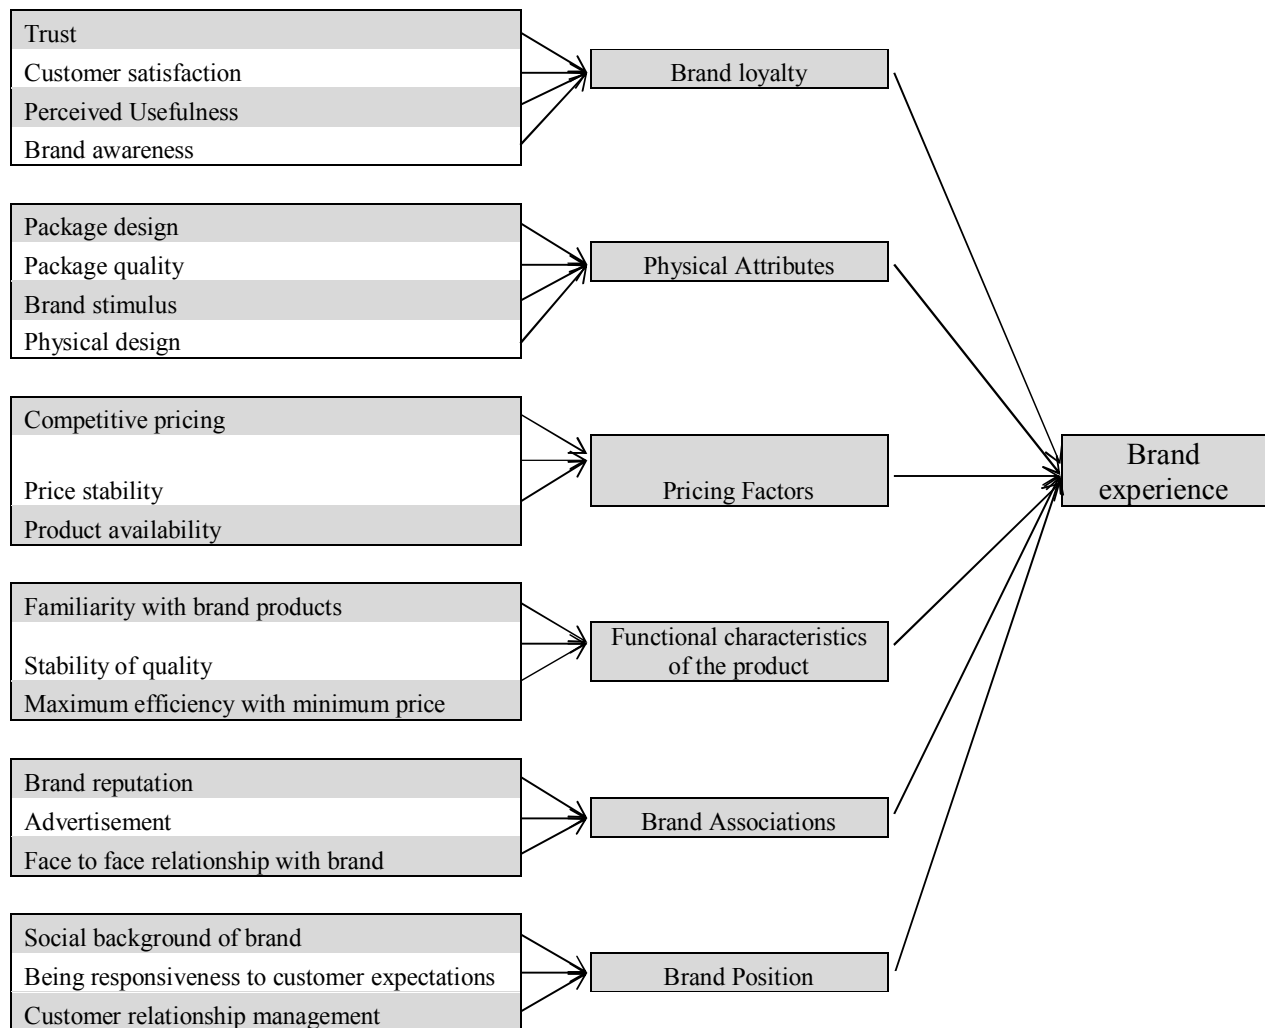 Trust
Customer satisfaction
Perceived Usefulness
Brand awareness
Brand loyalty
Package design
Package quality
Brand stimulus
Physical design
Physical Attributes
Competitive pricing
Price stability
Product availability
Pricing Factors
Familiarity with brand products
Stability of quality
Maximum efficiency with minimum price
Functional characteristics
of the product
Brand reputation
Advertisement
Face to face relationship with brand
Brand Associations
Social background of brand
Being responsiveness to customer expectations
Customer relationship management
Brand Position
Brand
experience